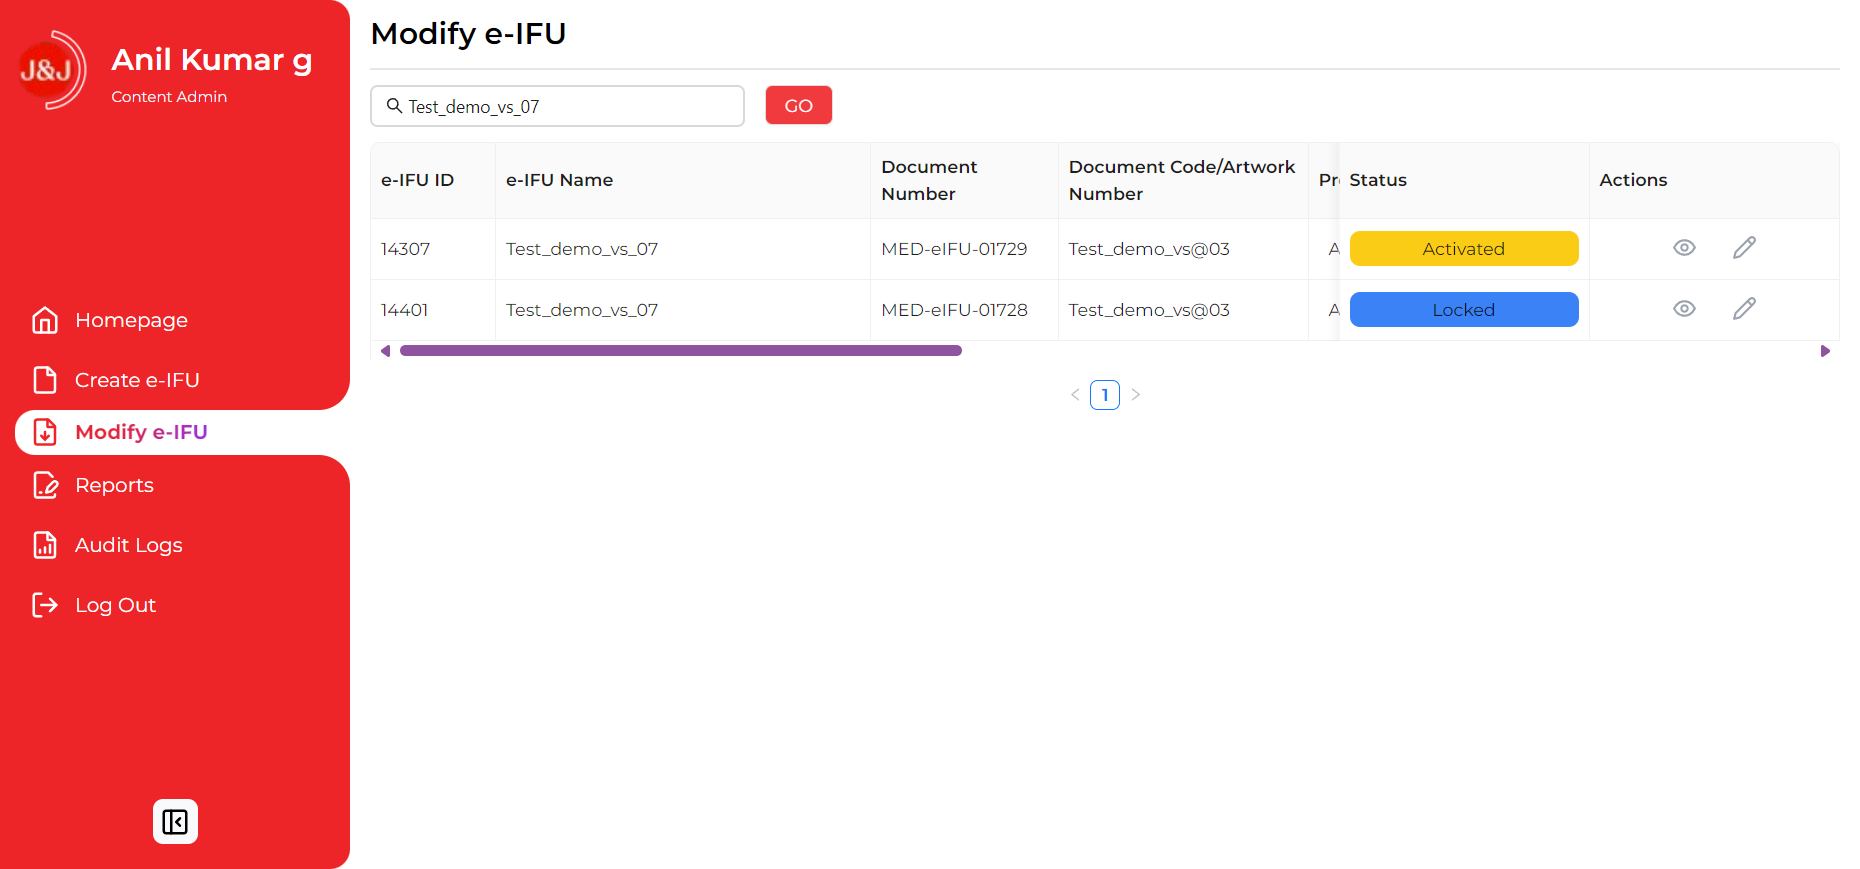 J&J
Anil Kumar g
Content Admin
Homepage
Create e-IFU
Modify e-IFU
Reports
Audit Logs
Log Out
Modify e-IFU
Test_demo_vs_07
GO
e-IFU ID
e-IFU Name
Document
Number
Document Code/Artwork
Number
Pr
Status
Actions
14307
Test_demo_vs_07
MED-eIFU-01729
Test_demo_vs@03
A
Activated
14401
Test_demo_vs_07
MED-eIFU-01728
Test_demo_vs@03
A
Locked
1